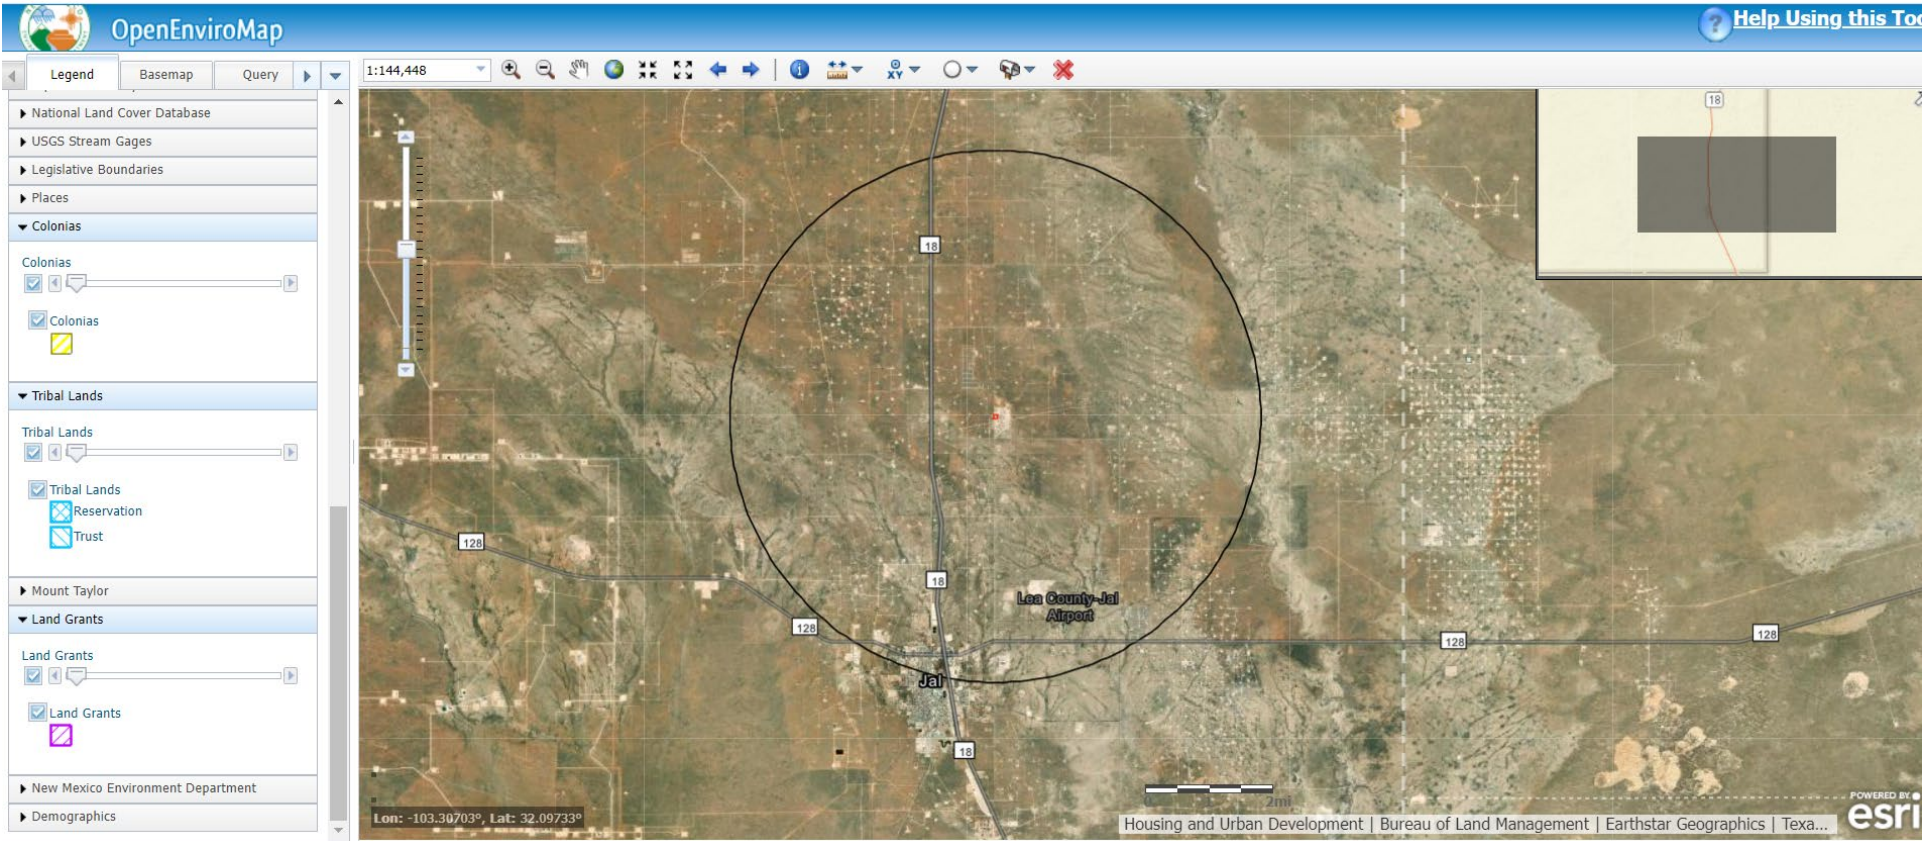 OpenEnviroMap
Help Using this Too
Legend
Basemap
Query
1:144,448
National Land Cover Database
USGS Stream Gages
Legislative Boundaries
Places
Colonias
Colonias
Colonias
Tribal Lands
Tribal Lands
Tribal Lands
Reservation
Trust
Mount Taylor
Land Grants
Land Grants
Land Grants
New Mexico Environment Department
Demographics
18
18
128
18
Lea County-Jal
Airport
128
128
128
Jal
18
2mi
Lon: -103.30703°, Lat: 32.09733°
Housing and Urban Development | Bureau of Land Management | Earthstar Geographics | Texa...
POWERED BY
esri